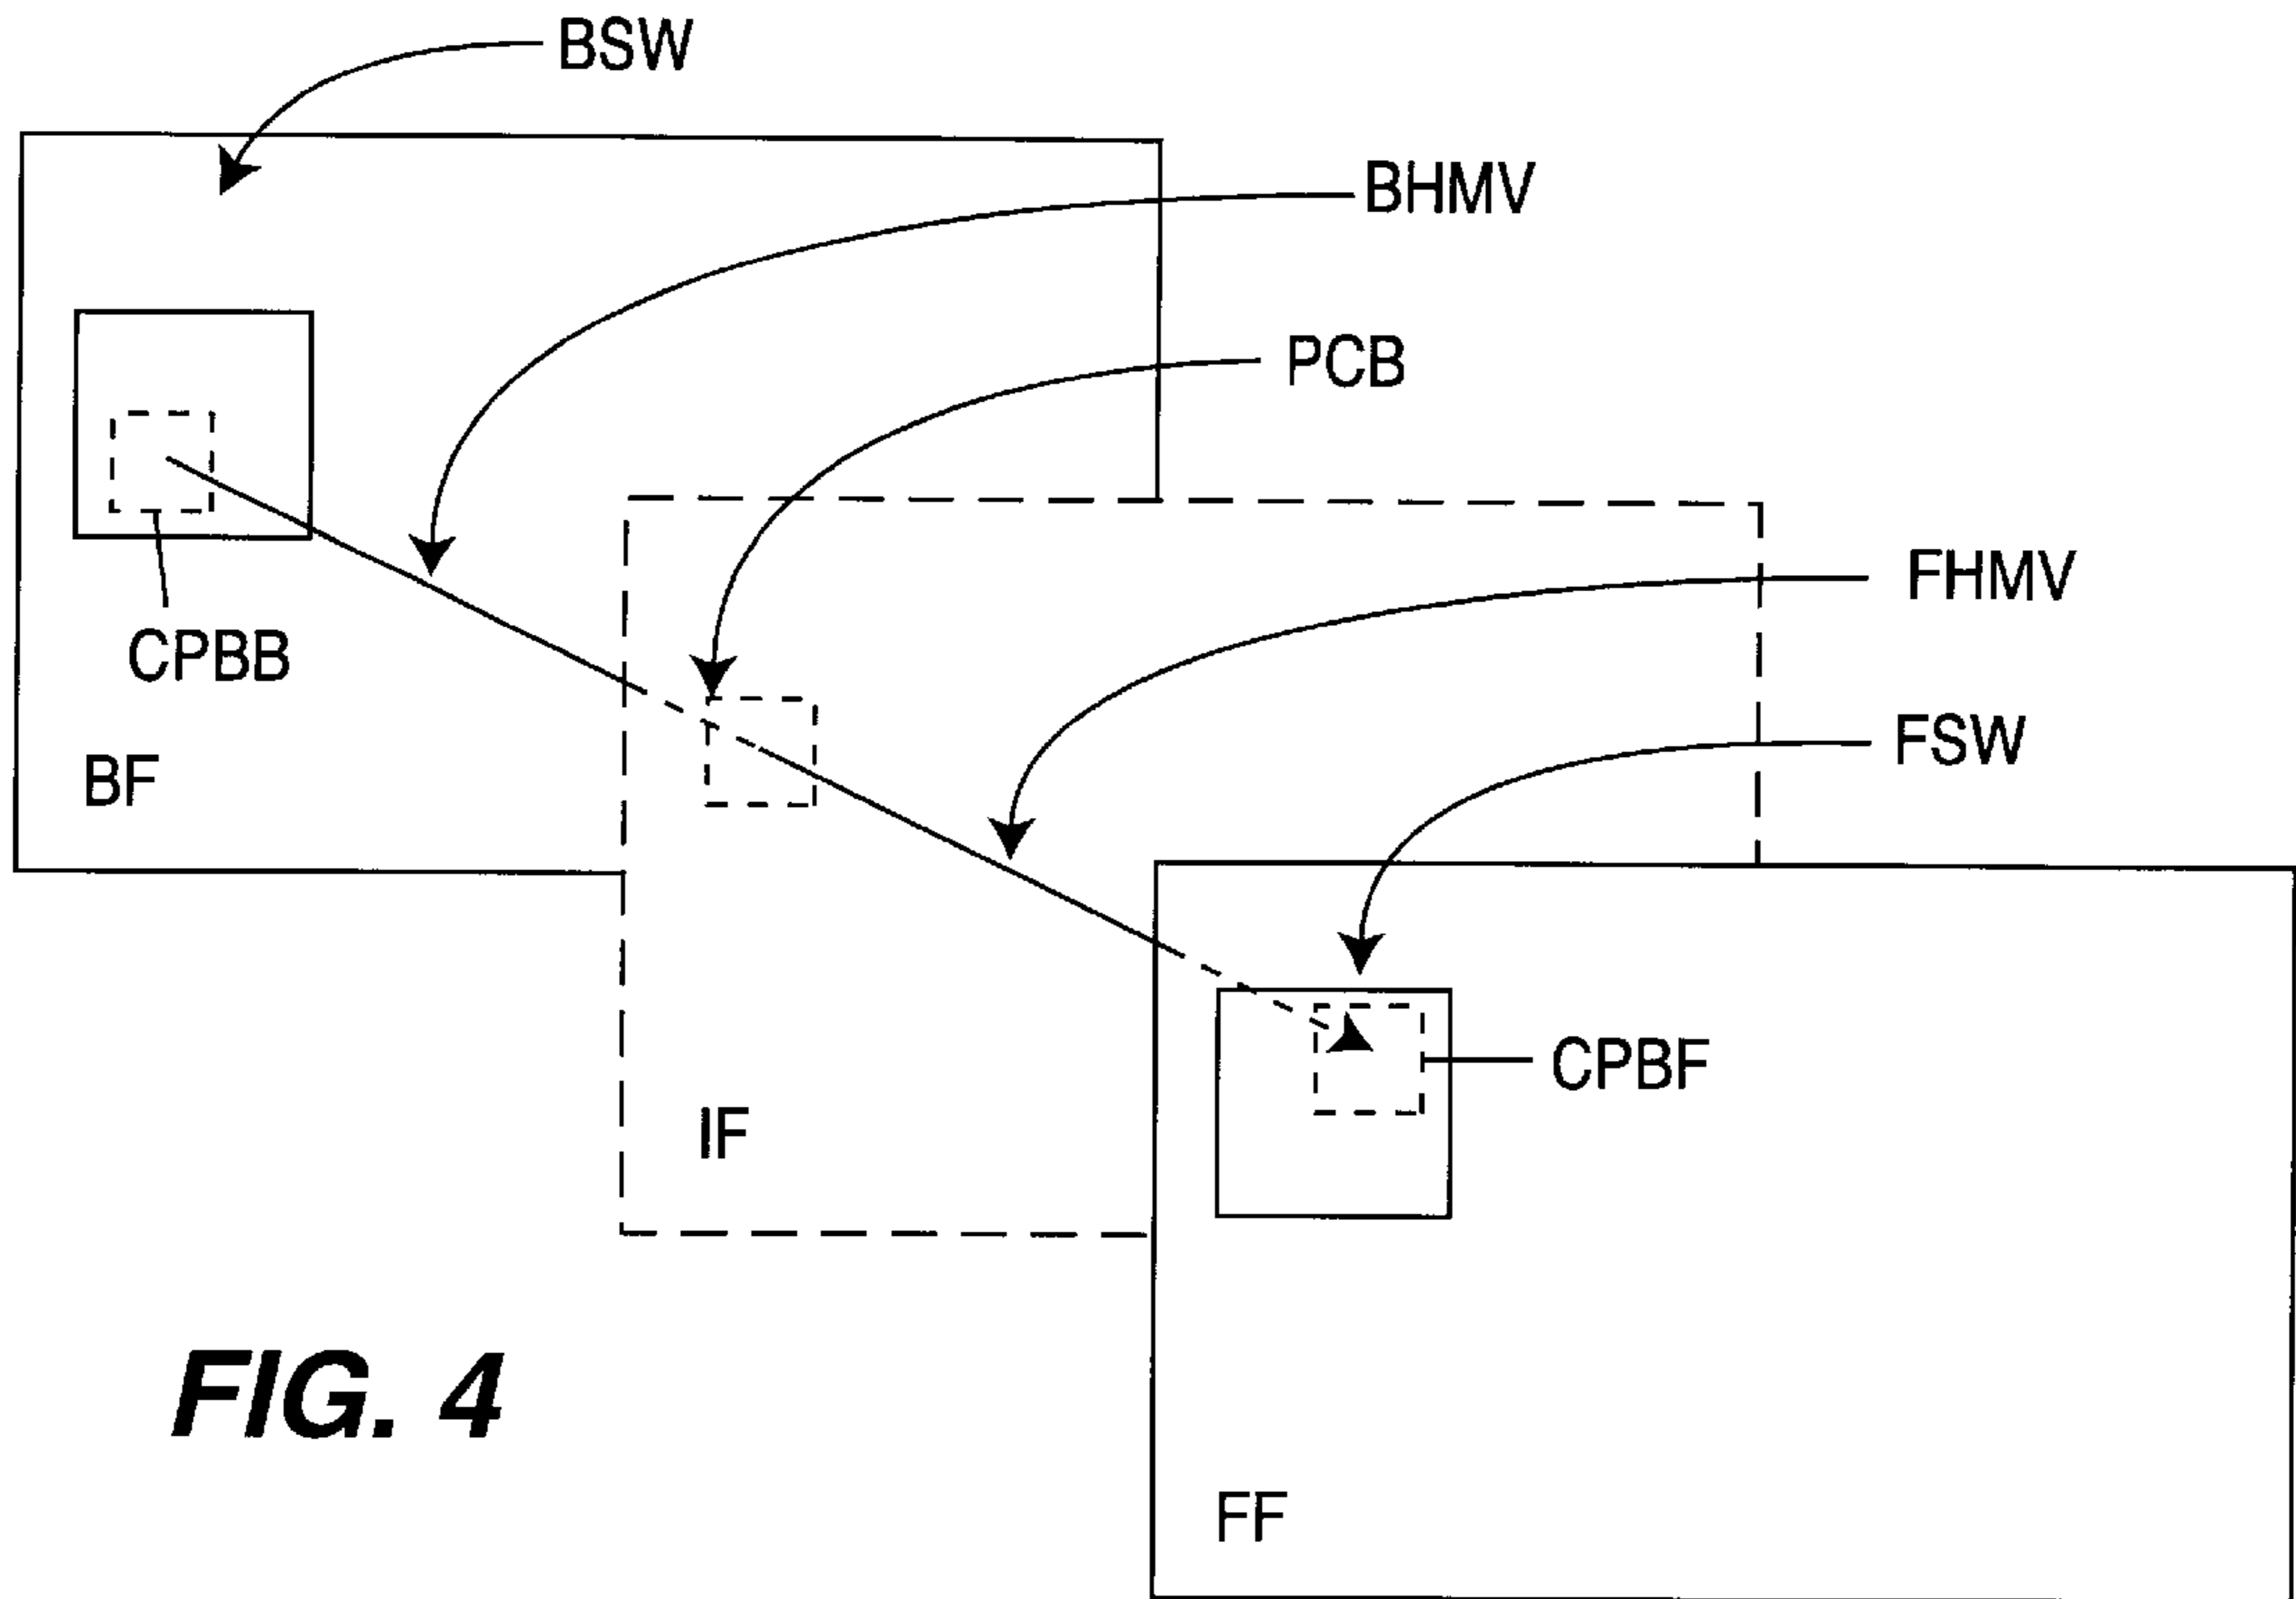 BSW
BHMV
PCB
FHMV
CPBB
FSW
BF
CPBF
IF
FIG. 4
FF